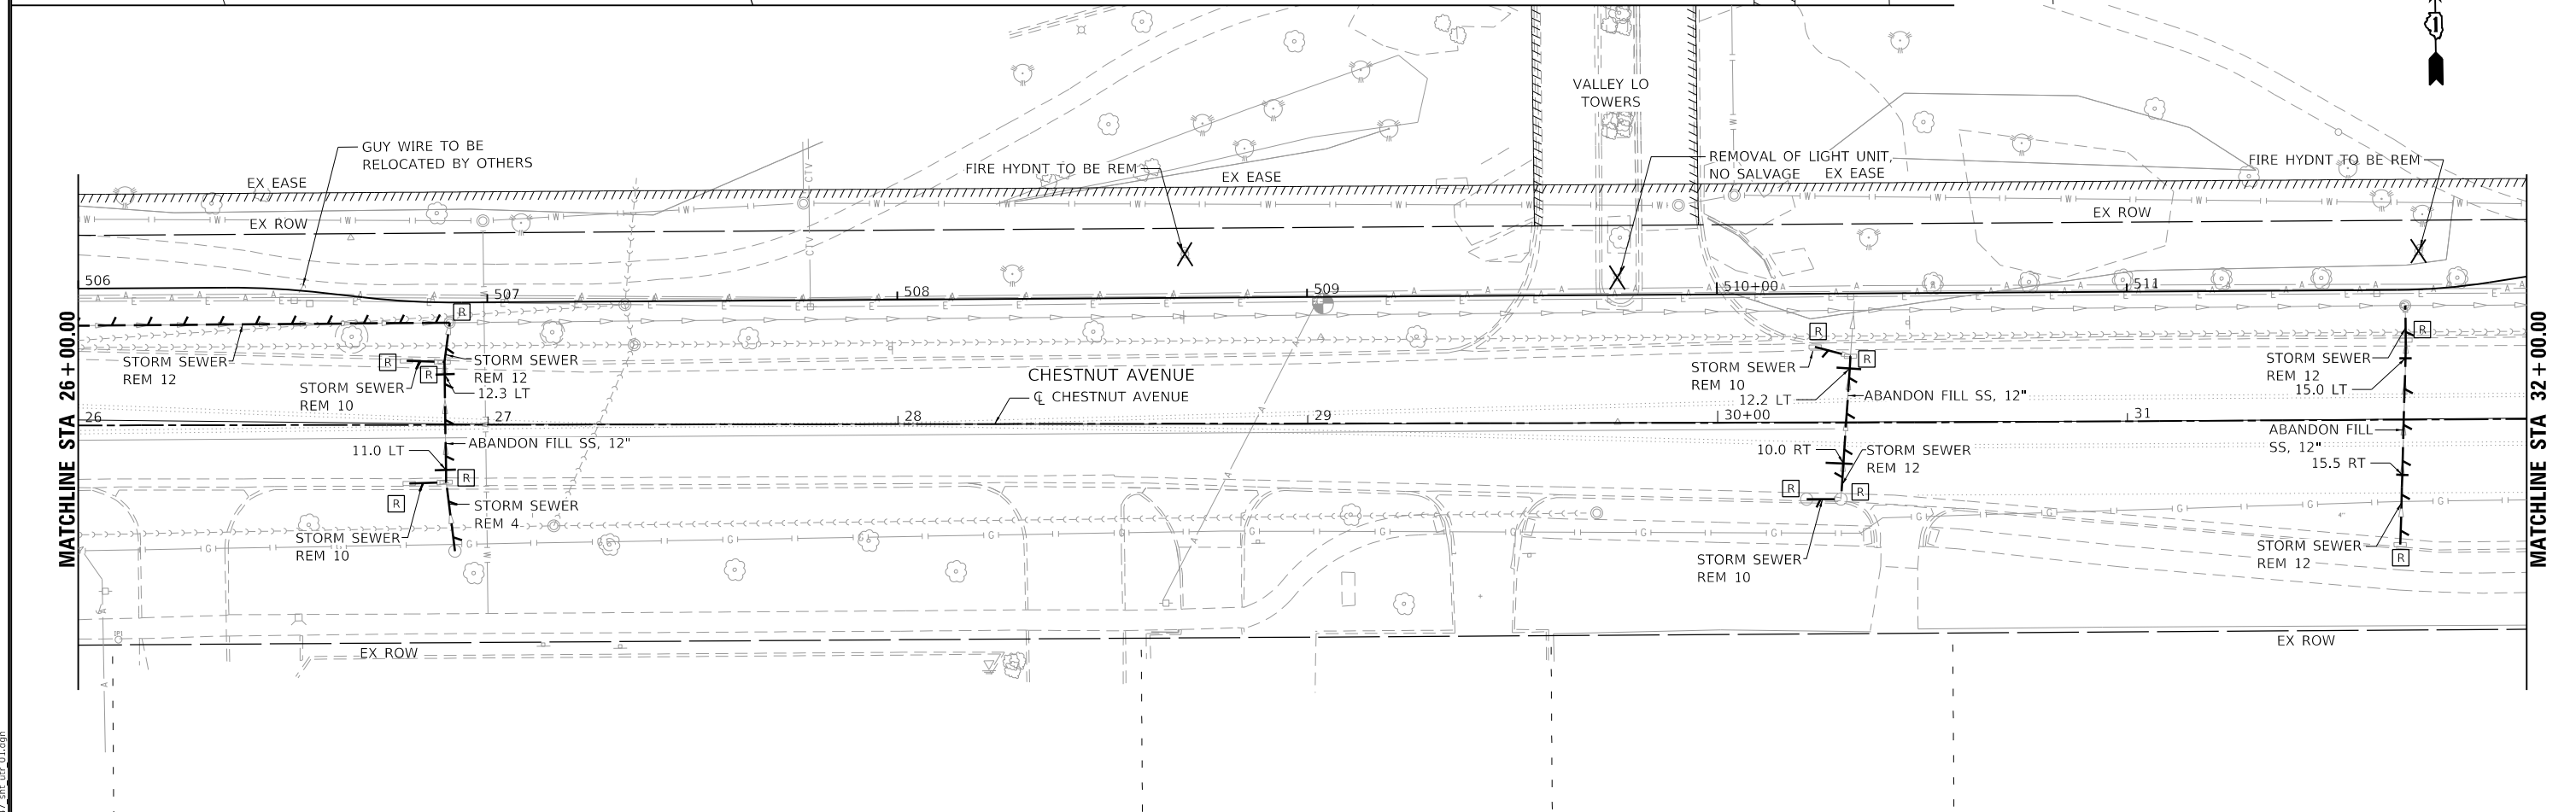 VALLEY LO
TOWERS
GUY WIRE TO BE
RELOCATED BY OTHERS
FIRE HYDNT TO BE REM
REMOVAL OF LIGHT UNIT,
NO SALVAGE
EX EASE
FIRE HYDNT TO BE REM
EX EASE
EX EASE
EX ROW
EX ROW
506
507
508
509
510+00
511
MATCHLINE STA 26+00.00
MATCHLINE STA 32+00.00
R
R
R
R
R
R
STORM SEWER
REM 12
STORM SEWER
REM 10
STORM SEWER
REM 12
12.3 LT
CHESTNUT AVENUE
℄ CHESTNUT AVENUE
STORM SEWER
REM 10
12.2 LT
ABANDON FILL SS, 12"
STORM SEWER
REM 12
15.0 LT
26
27
28
29
30+00
31
11.0 LT
ABANDON FILL SS, 12"
10.0 RT
STORM SEWER
REM 12
ABANDON FILL
SS, 12"
15.5 RT
R
R
R
R
STORM SEWER
REM 4
STORM SEWER
REM 10
STORM SEWER
REM 10
STORM SEWER
REM 12
R
EX ROW
EX ROW